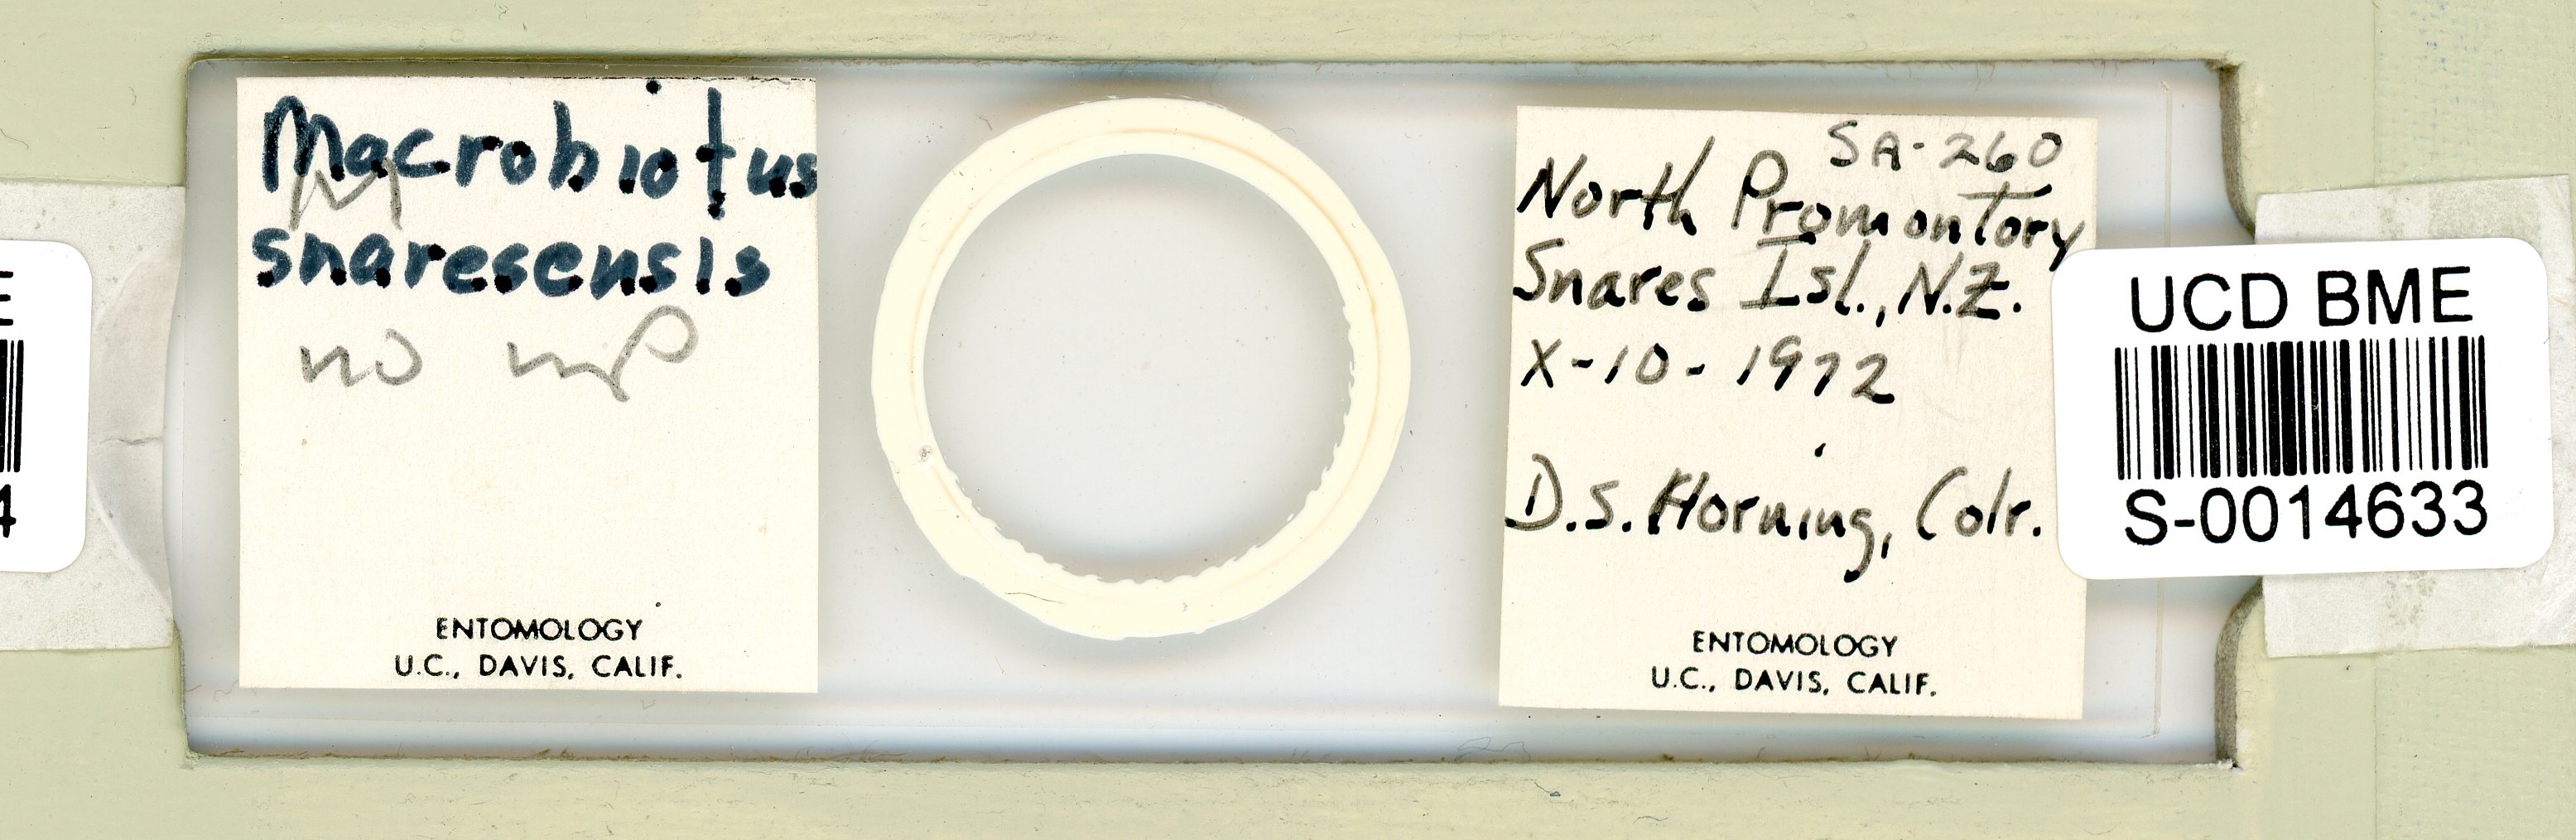 Macrobiotus
M
snaresensis
no mp
ENTOMOLOGY
U.C., DAVIS, CALIF.
SA-260
North Promontory
Snares Isl., N.Z.
X-10-1972
D.S. Horning, Colr.
ENTOMOLOGY
U.C., DAVIS, CALIF.
UCD BME
S-0014633
E
4